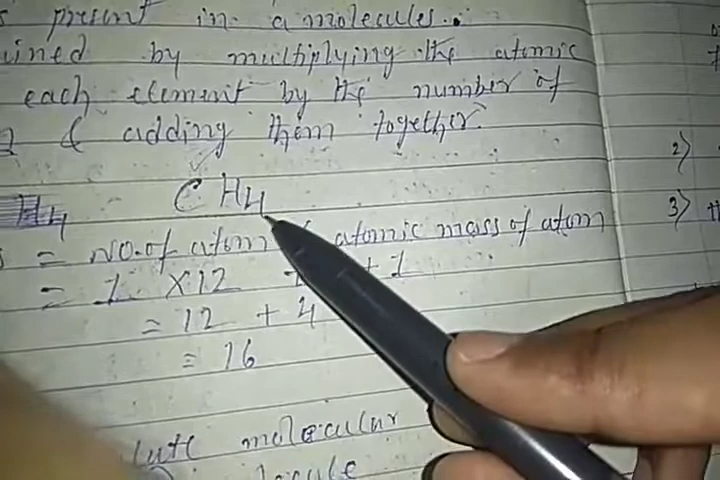 present in a molecules.
ined by multiplying the atomic
each element by the number of
& adding them together.
H4 CH4
= No. of atom atomic mass of atom
= 1 × 12 + 1
= 12 + 4
= 16
molecular
2)
3)